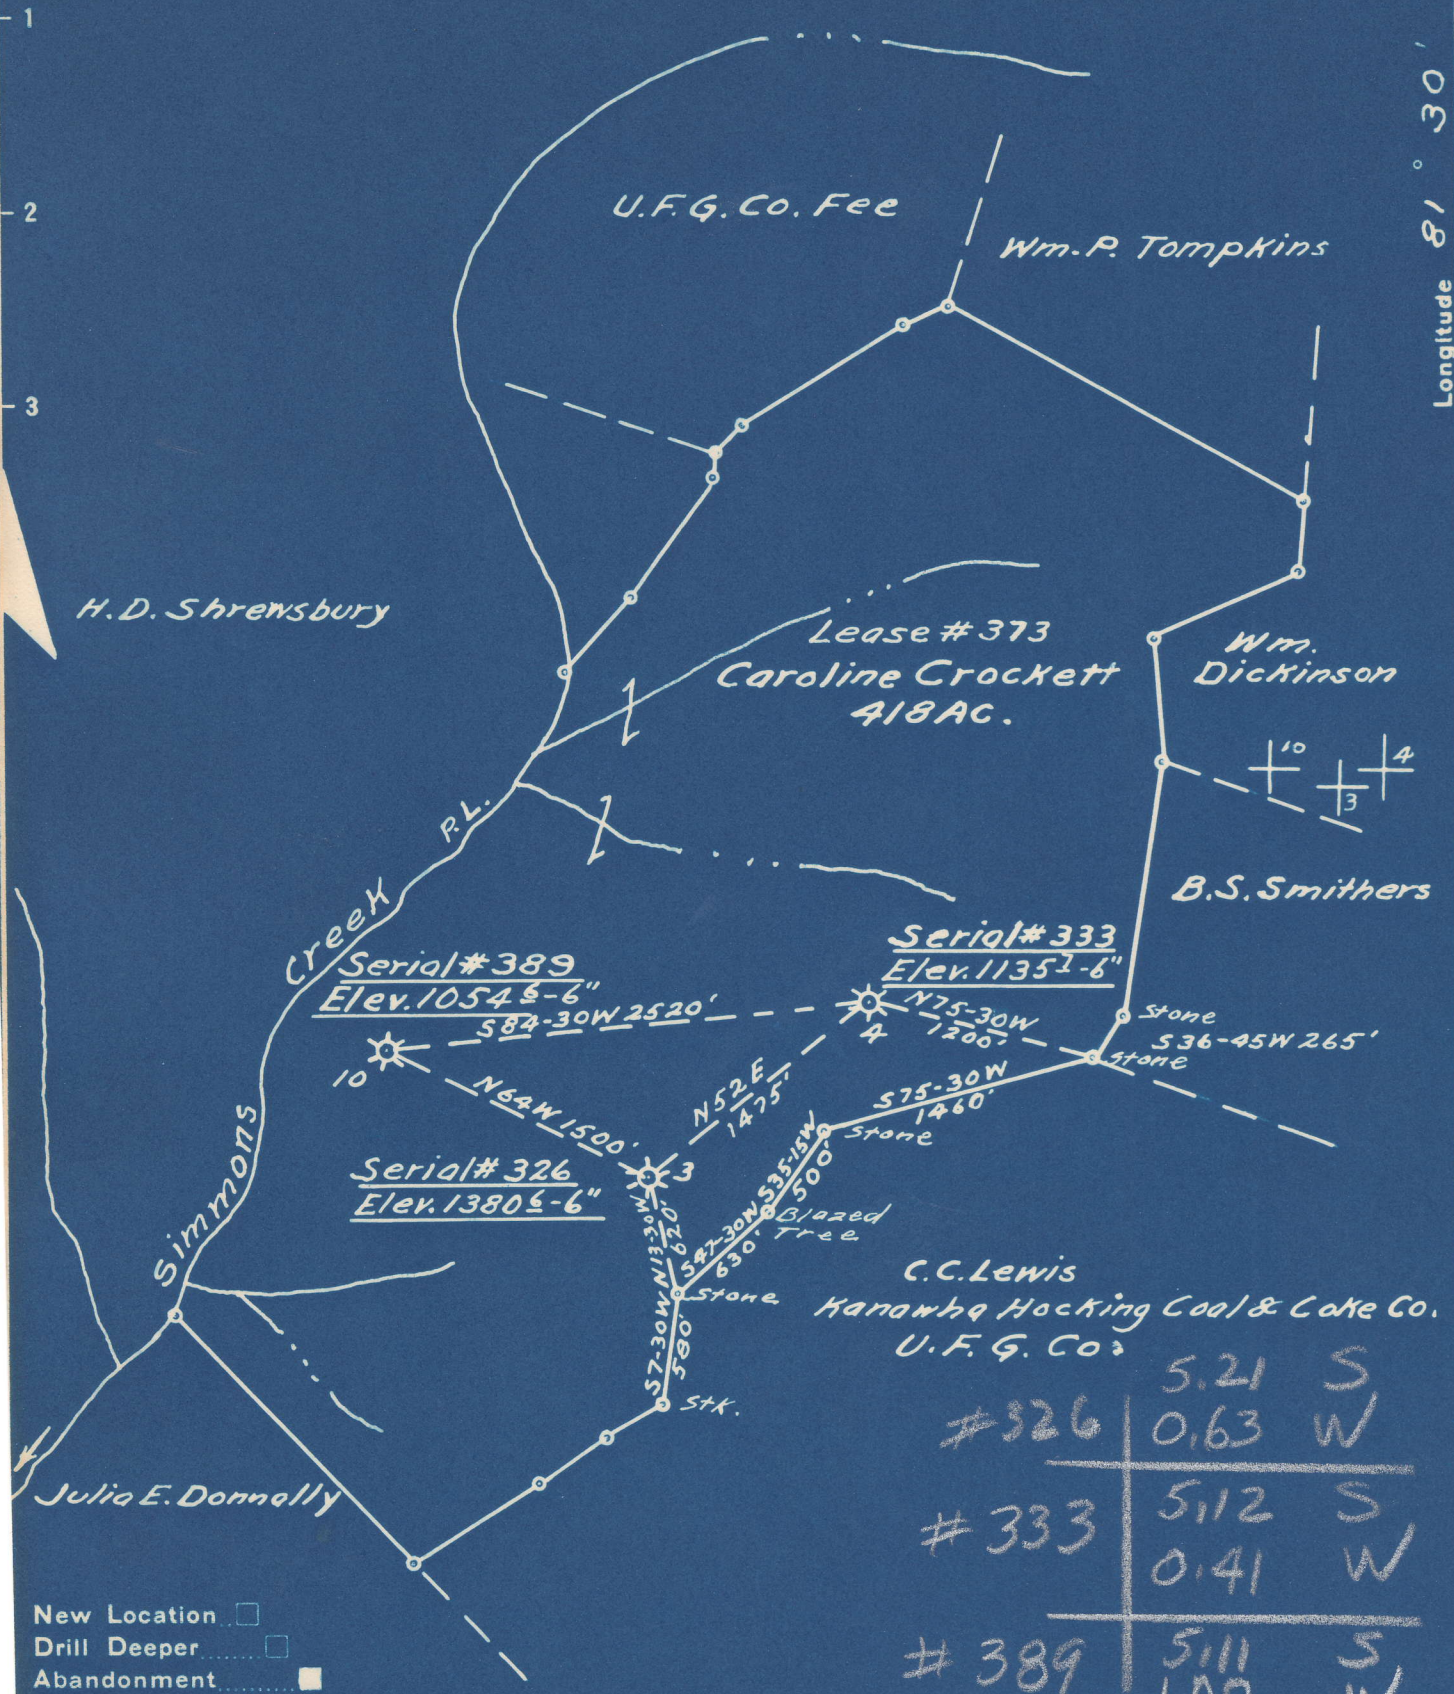 1
2
3
Longitude 81° 30'
U.F.G. Co. Fee
Wm. P. Tompkins
H.D. Shrewsbury
Lease # 373
Caroline Crockett
418 AC.
Wm.
Dickinson
10
4
3
P.L.
B.S. Smithers
Simmons Creek
Serial # 389
Elev. 1054 6-6"
Serial # 333
Elev. 1135 7-6"
S84-30W 2520'
N75-30W
1200'
4
10
Stone
S36-45W 265'
Stone
N64W 1500'
N52E
1475'
S75-30W
1460'
Stone
S35-15W
500'
3
Serial # 326
Elev. 1380 6-6"
Blazed
Tree
N13-30W
620'
S47-30W
630'
Stone
S7-30W
580'
Stk.
C.C. Lewis
Kanawha Hocking Coal & Coke Co.
U.F.G. Co.
#326 5.21 S
0.63 W
#333 5.12 S
0.41 W
#389 5.11 S
W
Julia E. Donnally
New Location
Drill Deeper
Abandonment